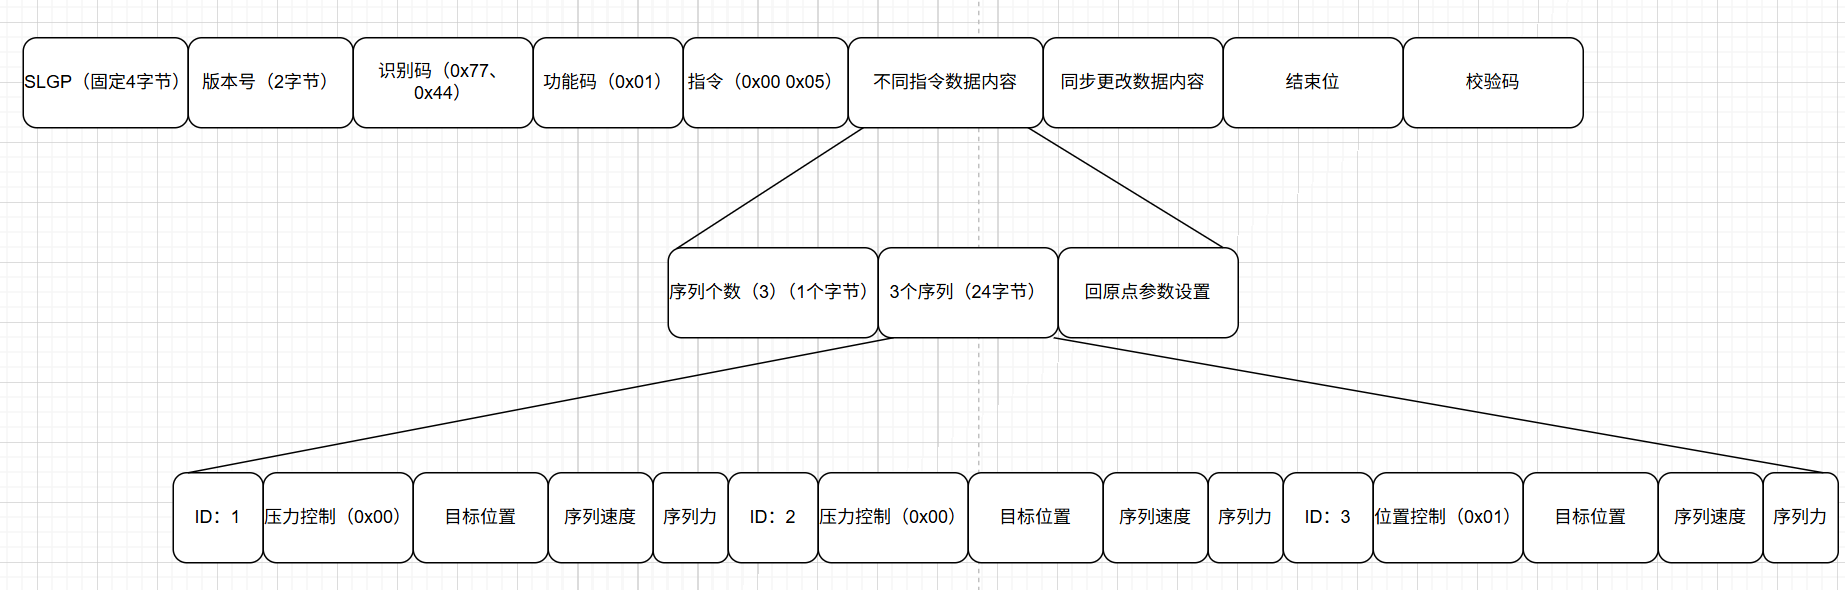 SLGP（固定4字节）
版本号（2字节）
识别码（0x77、
0x44）
功能码（0x01）
指令（0x00 0x05）
不同指令数据内容
同步更改数据内容
结束位
校验码
序列个数（3）（1个字节）
3个序列（24字节）
回原点参数设置
ID：1
压力控制（0x00）
目标位置
序列速度
序列力
ID：2
压力控制（0x00）
目标位置
序列速度
序列力
ID：3
位置控制（0x01）
目标位置
序列速度
序列力